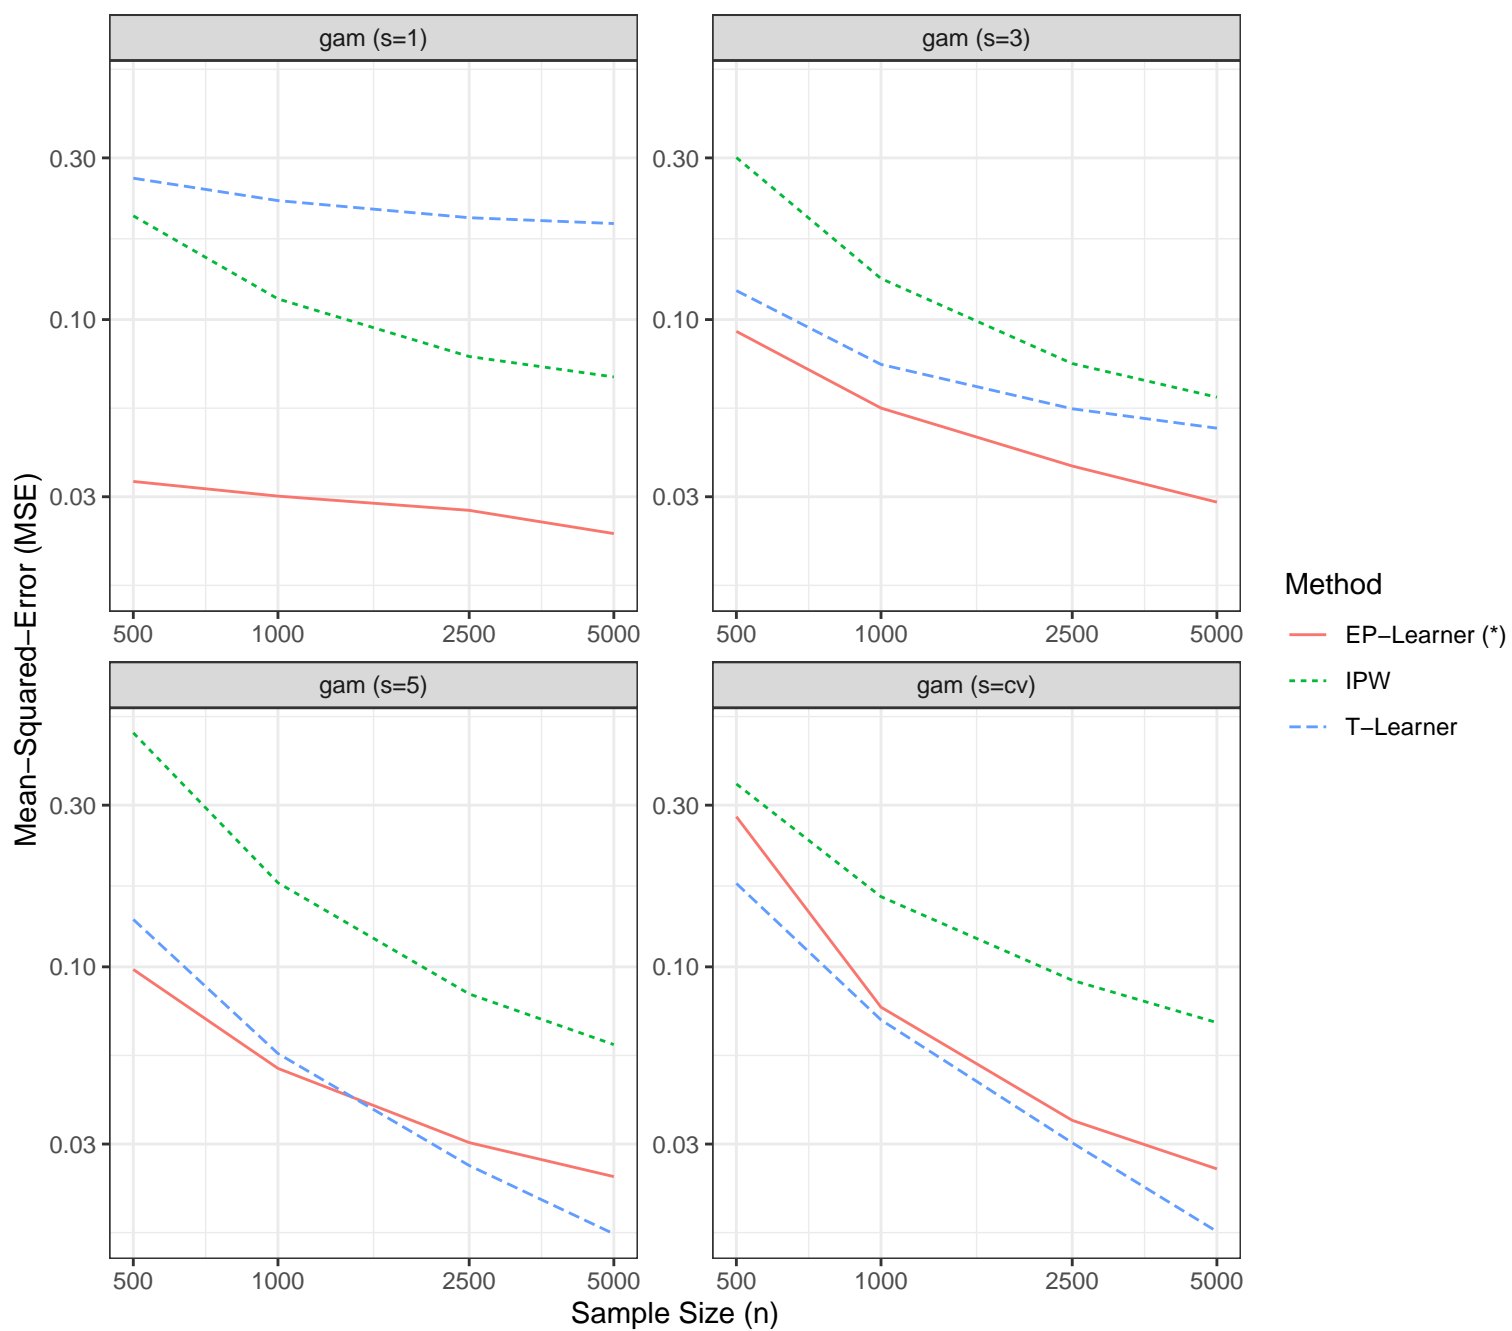 gam (s=1)
gam (s=3)
0.30
0.10
0.03
0.30
0.10
0.03
500 1000 2500 5000
500 1000 2500 5000
gam (s=5)
gam (s=cv)
0.30
0.10
0.03
0.30
0.10
0.03
500 1000 2500 5000
500 1000 2500 5000
Sample Size (n)
Mean−Squared−Error (MSE)
Method
EP−Learner (*)
IPW
T−Learner